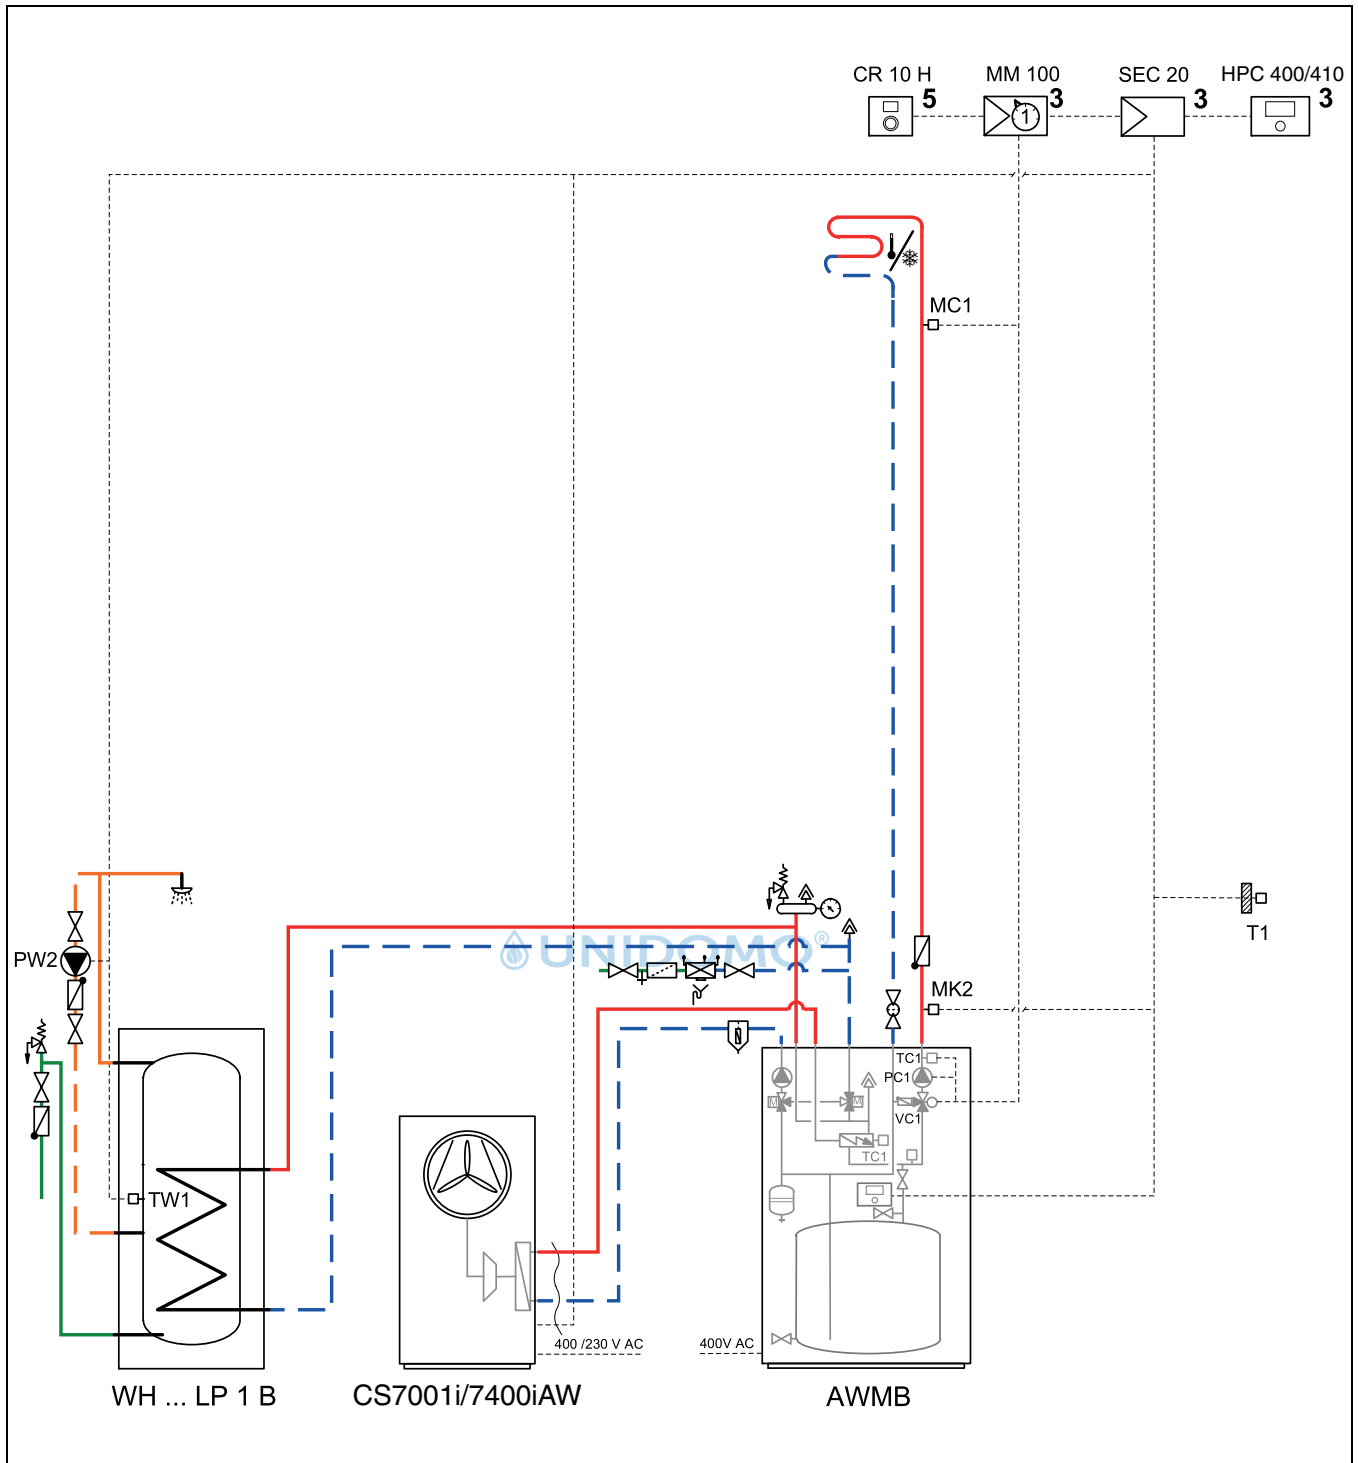 CR 10 H MM 100 SEC 20 HPC 400/410
5 3 3 3
1
MC1
UNIDOMO®
PW2
T1
MK2
TC1
PC1
M M
VC1
TC1
TW1
400 /230 V AC
400V AC
WH ... LP 1 B
CS7001i/7400iAW
AWMB